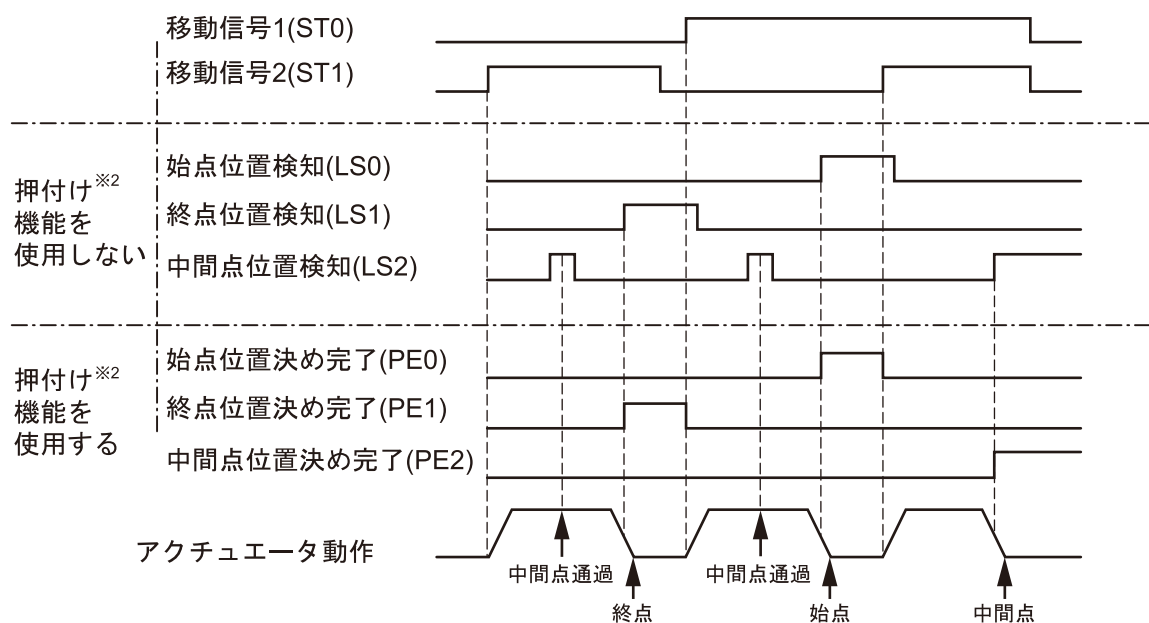 移動信号1(ST0)
移動信号2(ST1)
押付け※2
機能を
使用しない
始点位置検知(LS0)
終点位置検知(LS1)
中間点位置検知(LS2)
押付け※2
機能を
使用する
始点位置決め完了(PE0)
終点位置決め完了(PE1)
中間点位置決め完了(PE2)
アクチュエータ動作
中間点通過
終点
中間点通過
始点
中間点